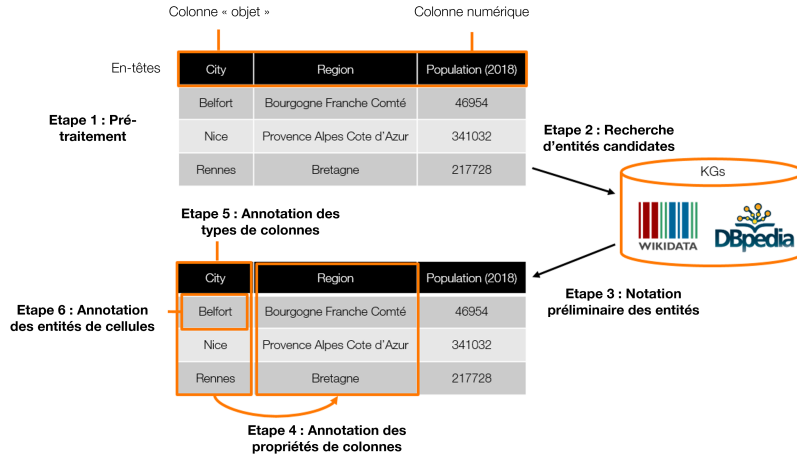 Colonne « objet »
Colonne numérique
En-têtes
City Region Population (2018)
Belfort Bourgogne Franche Comté 46954
Nice Provence Alpes Cote d'Azur 341032
Rennes Bretagne 217728
Etape 1 : Pré-
traitement
Etape 2 : Recherche
d'entités candidates
KGs
WIKIDATA
DBpedia
Etape 3 : Notation
préliminaire des entités
Etape 5 : Annotation des
types de colonnes
City Region Population (2018)
Belfort Bourgogne Franche Comté 46954
Nice Provence Alpes Cote d'Azur 341032
Rennes Bretagne 217728
Etape 6 : Annotation
des entités de cellules
Etape 4 : Annotation des
propriétés de colonnes